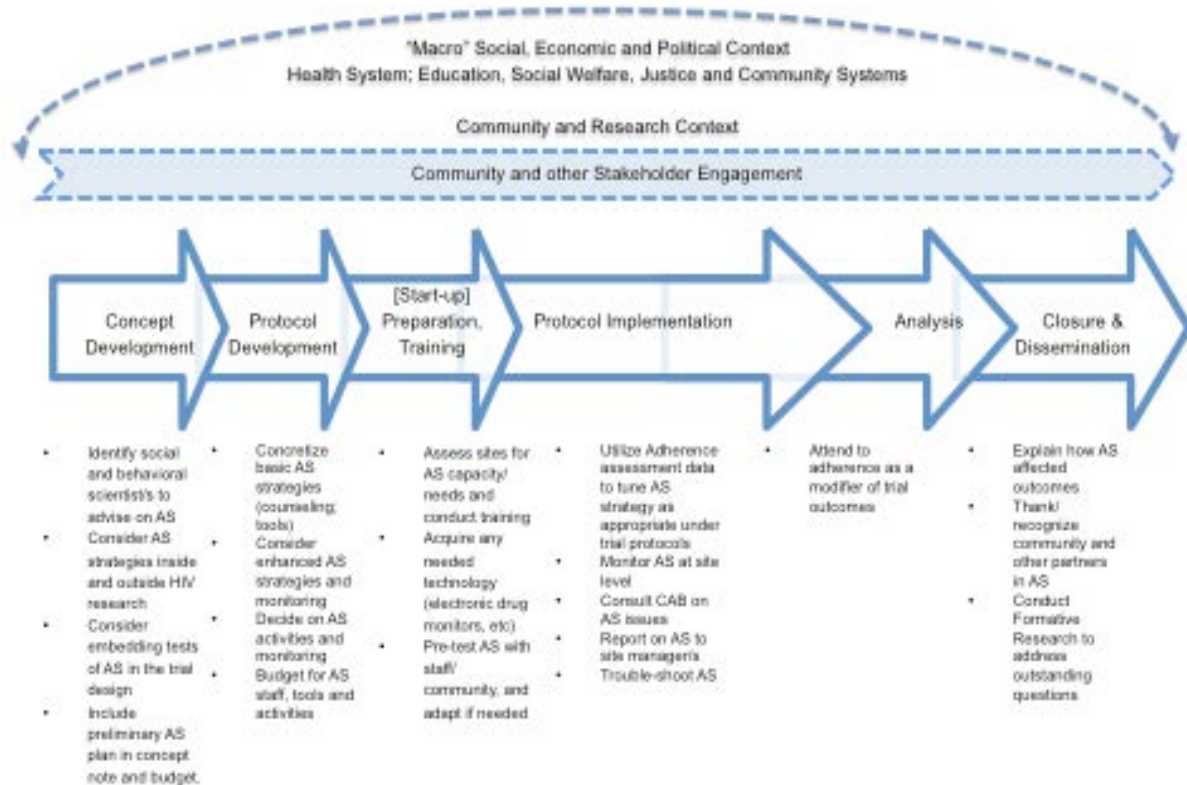 "Macro" Social, Economic and Political Context
Health System; Education, Social Welfare, Justice and Community Systems
Community and Research Context
Community and other Stakeholder Engagement
Concept
Development
Protocol
Development
[Start-up]
Preparation,
Training
Protocol Implementation
Analysis
Closure &
Dissemination
• Identify social
and behavioral
scientist/s to
advise on AS
• Consider AS
strategies inside
and outside HIV
research
• Consider
embedding tests
of AS in the trial
design
• Include
preliminary AS
plan in concept
note and budget.
• Concretize
basic AS
strategies
(counseling;
tools)
• Consider
enhanced AS
strategies and
monitoring
• Decide on AS
activities and
monitoring
• Budget for AS
staff, tools and
activities
• Assess sites for
AS capacity/
needs and
conduct training
• Acquire any
needed
technology
(electronic drug
monitors, etc)
• Pre-test AS with
staff/
community, and
adapt if needed
• Utilize Adherence
assessment data
to tune AS
strategy as
appropriate under
trial protocols
• Monitor AS at site
level
• Consult CAB on
AS issues
• Report on AS to
site manager/s
• Trouble-shoot AS
• Attend to
adherence as a
modifier of trial
outcomes
• Explain how AS
affected
outcomes
• Thank/
recognize
community and
other partners
in AS
• Conduct
Formative
Research to
address
outstanding
questions